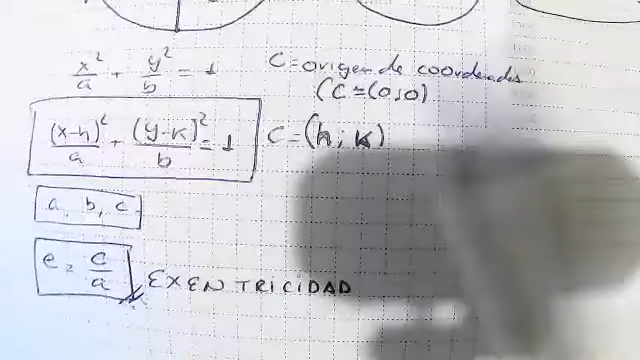 x²/a + y²/b = 1 C = origen de coordenadas
(C = (0;0)
(x-h)²/a + (y-k)²/b = 1 C = (h; k)
a, b, c
e = c/a EXENTRICIDAD